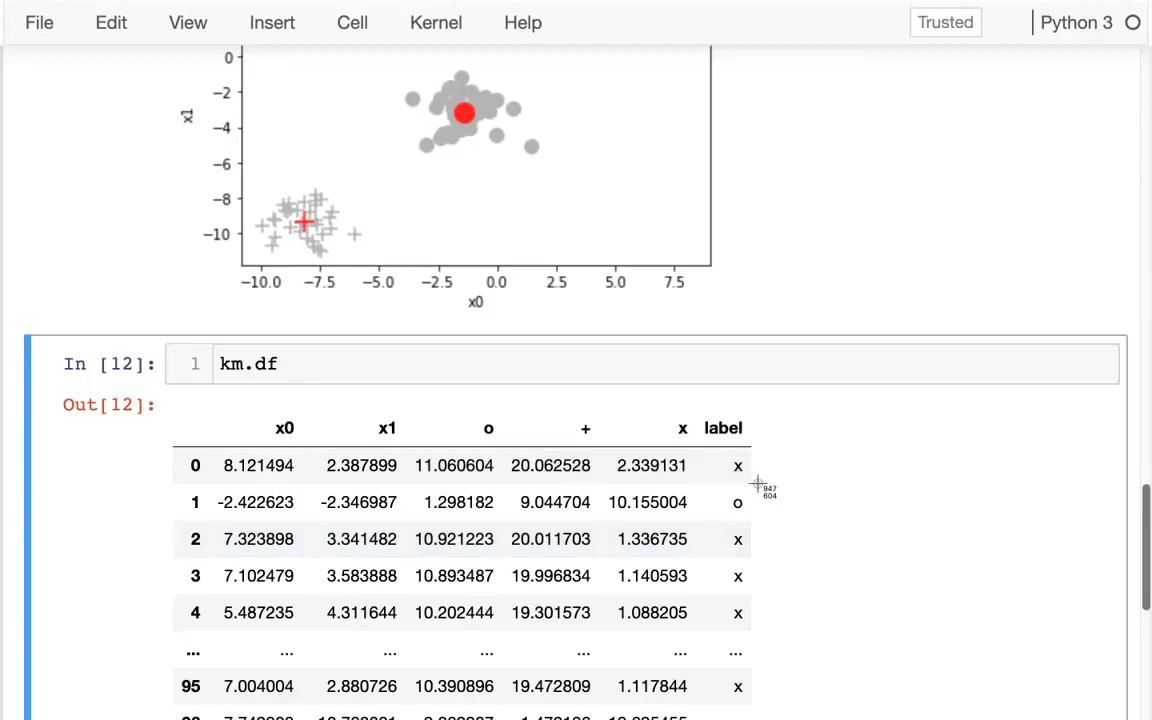 File Edit View Insert Cell Kernel Help Trusted Python 3
0
−2
−4
−6
−8
−10
x1
−10.0 −7.5 −5.0 −2.5 0.0 2.5 5.0 7.5
x0
In [12]: 1 km.df
Out[12]:
x0 x1 o + x label
0 8.121494 2.387899 11.060604 20.062528 2.339131 x
947
604
1 -2.422623 -2.346987 1.298182 9.044704 10.155004 o
2 7.323898 3.341482 10.921223 20.011703 1.336735 x
3 7.102479 3.583888 10.893487 19.996834 1.140593 x
4 5.487235 4.311644 10.202444 19.301573 1.088205 x
... ... ... ... ... ... ...
95 7.004004 2.880726 10.390896 19.472809 1.117844 x